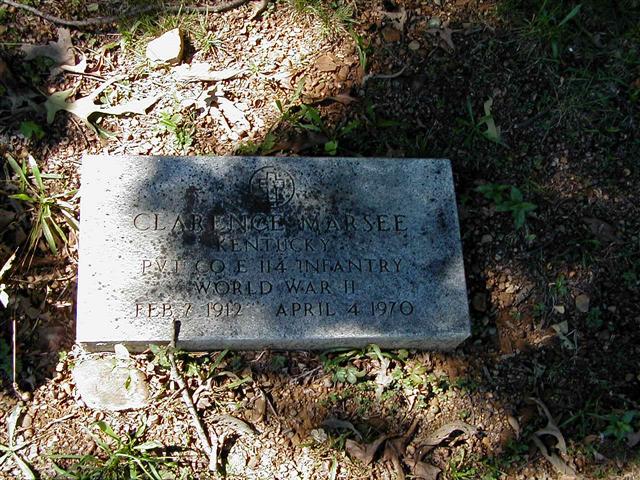 CLARENCE MARSEE
KENTUCKY
PVT CO E 114 INFANTRY
WORLD WAR II
FEB 7 1912 APRIL 4 1970